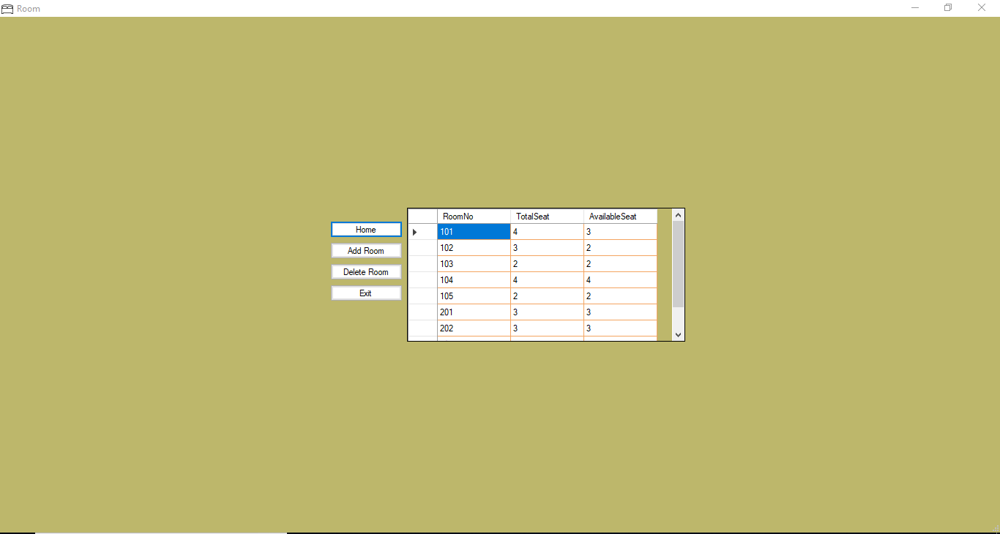 Room
Home
Add Room
Delete Room
Exit
RoomNo TotalSeat AvailableSeat
101 4 3
102 3 2
103 2 2
104 4 4
105 2 2
201 3 3
202 3 3